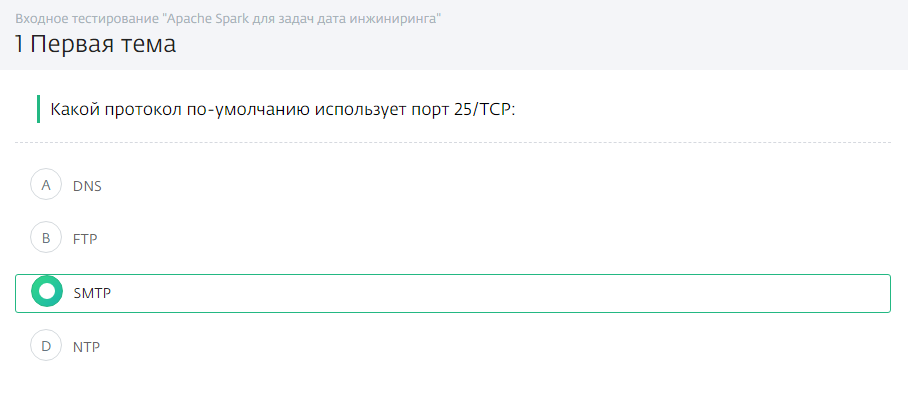 Входное тестирование "Apache Spark для задач дата инжиниринга"
1 Первая тема
Какой протокол по-умолчанию использует порт 25/TCP:
A DNS
B FTP
SMTP
D NTP